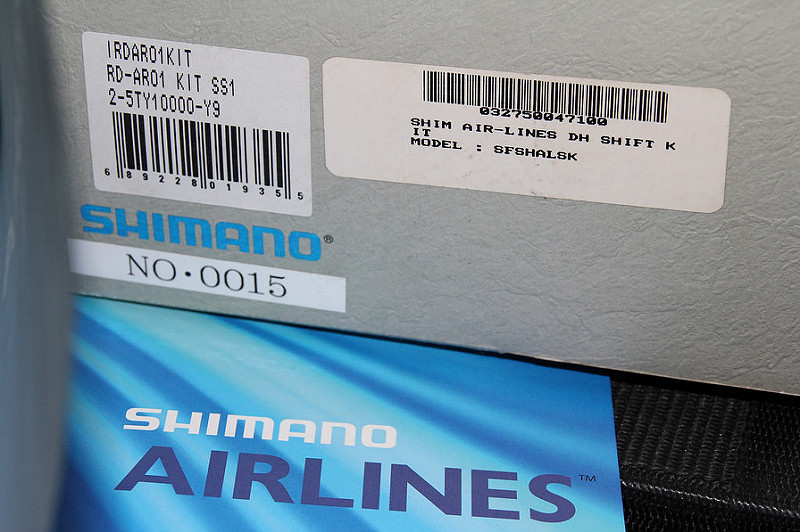 IRDAR01KIT
RD-AR01 KIT SS1
2-5TY10000-Y9
6 89228 01935 5
032750047100
SHIM AIR-LINES DH SHIFT K
IT
MODEL : SFSHALSK
SHIMANO®
NO·0015
SHIMANO
AIRLINES™